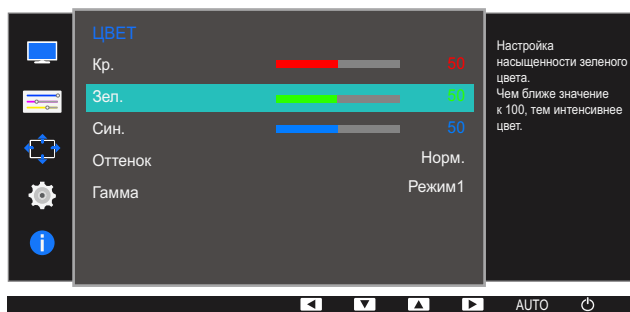 ЦВЕТ
Кр. 50
Зел. 50
Син. 50
Оттенок Норм.
Гамма Режим1
Настройка
насыщенности зеленого
цвета.
Чем ближе значение
к 100, тем интенсивнее
цвет.
AUTO